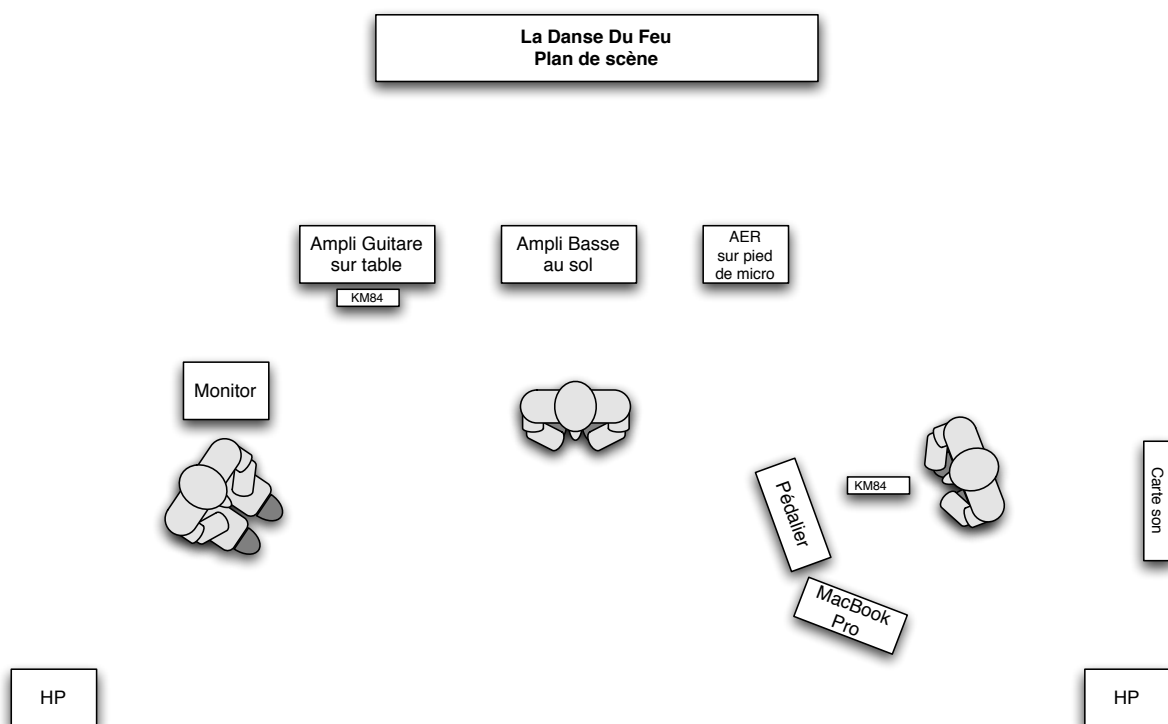 La Danse Du Feu
Plan de scène
Ampli Guitare
sur table
KM84
Ampli Basse
au sol
AER
sur pied
de micro
Monitor
Pédalier
KM84
Carte son
MacBook
Pro
HP
HP